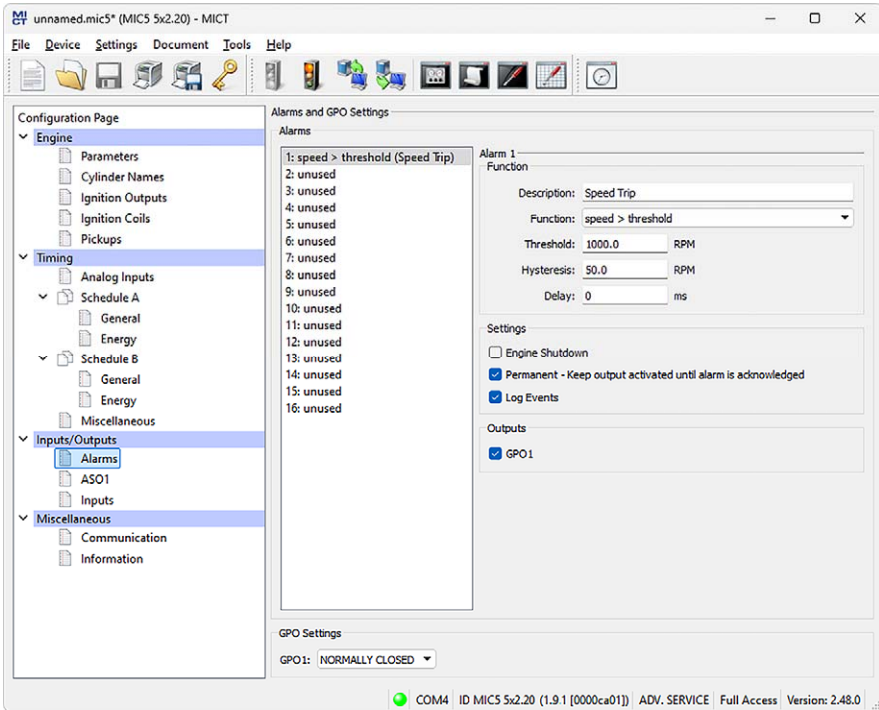 MICT unnamed.mic5* (MIC5 5x2.20) - MICT
File Device Settings Document Tools Help
Configuration Page
Engine
Parameters
Cylinder Names
Ignition Outputs
Ignition Coils
Pickups
Timing
Analog Inputs
Schedule A
General
Energy
Schedule B
General
Energy
Miscellaneous
Inputs/Outputs
Alarms
ASO1
Inputs
Miscellaneous
Communication
Information
Alarms and GPO Settings
Alarms
1: speed > threshold (Speed Trip)
2: unused
3: unused
4: unused
5: unused
6: unused
7: unused
8: unused
9: unused
10: unused
11: unused
12: unused
13: unused
14: unused
15: unused
16: unused
Alarm 1
Function
Description: Speed Trip
Function: speed > threshold
Threshold: 1000.0 RPM
Hysteresis: 50.0 RPM
Delay: 0 ms
Settings
Engine Shutdown
Permanent - Keep output activated until alarm is acknowledged
Log Events
Outputs
GPO1
GPO Settings
GPO1: NORMALLY CLOSED
COM4 ID MIC5 5x2.20 (1.9.1 [0000ca01]) ADV. SERVICE Full Access Version: 2.48.0